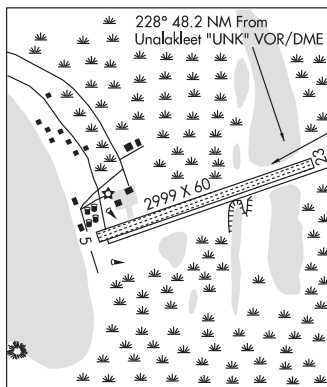 228° 48.2 NM From
Unalakleet "UNK" VOR/DME
23
2999 X 60
5